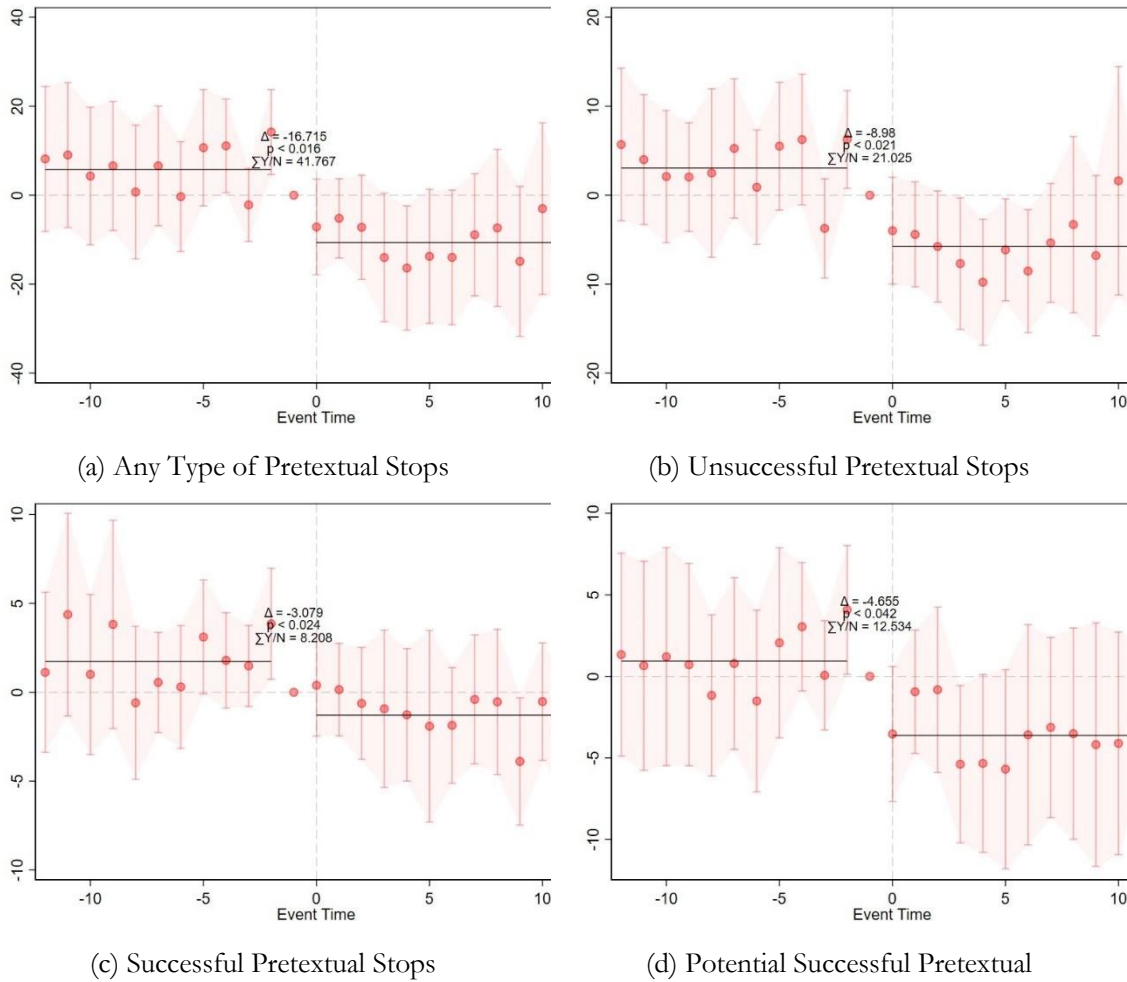 40
20
0
-20
-40
Δ = -16.715
p < 0.016
∑Y/N = 41.767
-10 -5 0 5 10
Event Time
(a) Any Type of Pretextual Stops
20
10
0
-10
-20
Δ = -8.98
p < 0.021
∑Y/N = 21.025
-10 -5 0 5 10
Event Time
(b) Unsuccessful Pretextual Stops
10
5
0
-5
-10
Δ = -3.079
p < 0.024
∑Y/N = 8.208
-10 -5 0 5 10
Event Time
(c) Successful Pretextual Stops
10
5
0
-5
-10
Δ = -4.655
p < 0.042
∑Y/N = 12.534
-10 -5 0 5 10
Event Time
(d) Potential Successful Pretextual